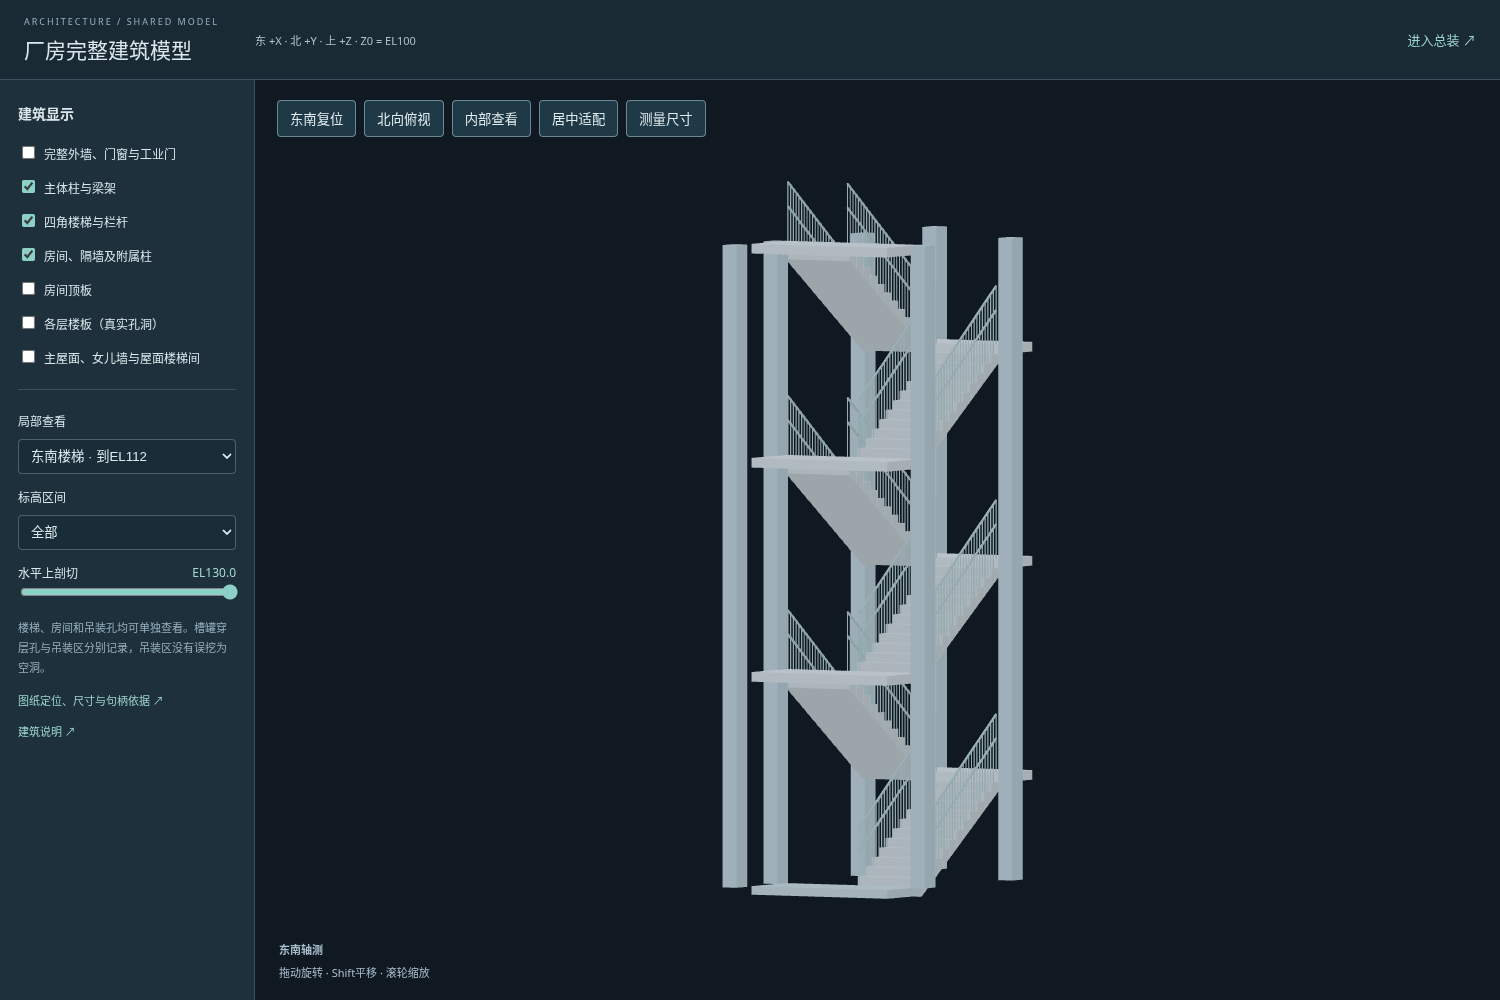 ARCHITECTURE / SHARED MODEL
厂房完整建筑模型
东 +X · 北 +Y · 上 +Z · Z0 = EL100
进入总装 ↗
建筑显示
完整外墙、门窗与工业门
主体柱与梁架
四角楼梯与栏杆
房间、隔墙及附属柱
房间顶板
各层楼板（真实孔洞）
主屋面、女儿墙与屋面楼梯间
局部查看
东南楼梯 · 到EL112
标高区间
全部
水平上剖切 EL130.0
楼梯、房间和吊装孔均可单独查看。槽罐穿
层孔与吊装区分别记录，吊装区没有误挖为
空洞。
图纸定位、尺寸与句柄依据 ↗
建筑说明 ↗
东南复位 北向俯视 内部查看 居中适配 测量尺寸
东南轴测
拖动旋转 · Shift平移 · 滚轮缩放